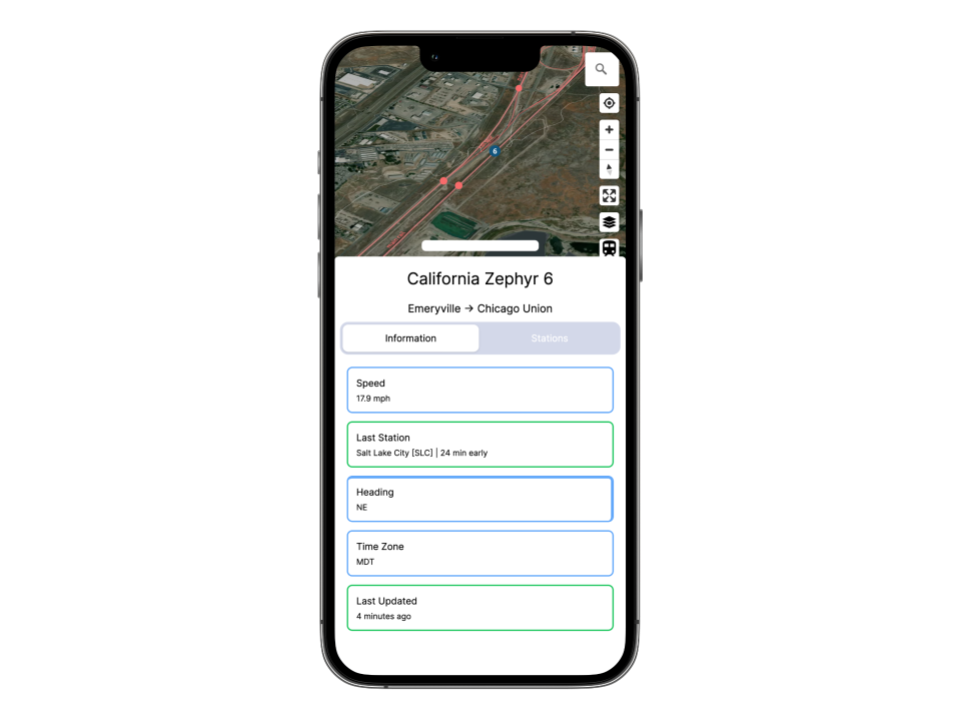 6
California Zephyr 6
Emeryville → Chicago Union
Information
Stations
Speed
17.9 mph
Last Station
Salt Lake City [SLC] | 24 min early
Heading
NE
Time Zone
MDT
Last Updated
4 minutes ago